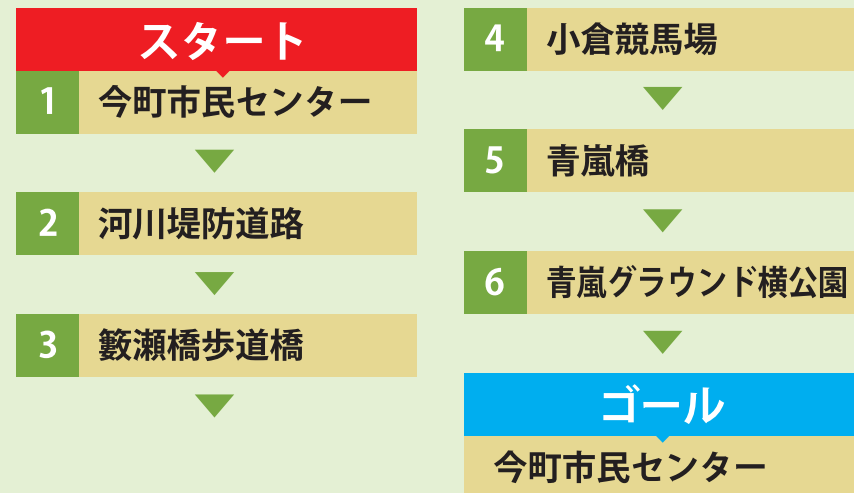 スタート
1 今町市民センター
2 河川堤防道路
3 籔瀬橋歩道橋
4 小倉競馬場
5 青嵐橋
6 青嵐グラウンド横公園
ゴール
今町市民センター